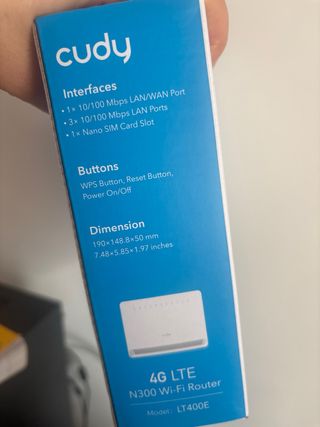 cudy
Interfaces
• 1× 10/100 Mbps LAN/WAN Port
• 3× 10/100 Mbps LAN Ports
• 1× Nano SIM Card Slot
Buttons
WPS Button, Reset Button,
Power On/Off
Dimension
190×148.8×50 mm
7.48×5.85×1.97 inches
4G LTE
N300 Wi-Fi Router
Model: LT400E